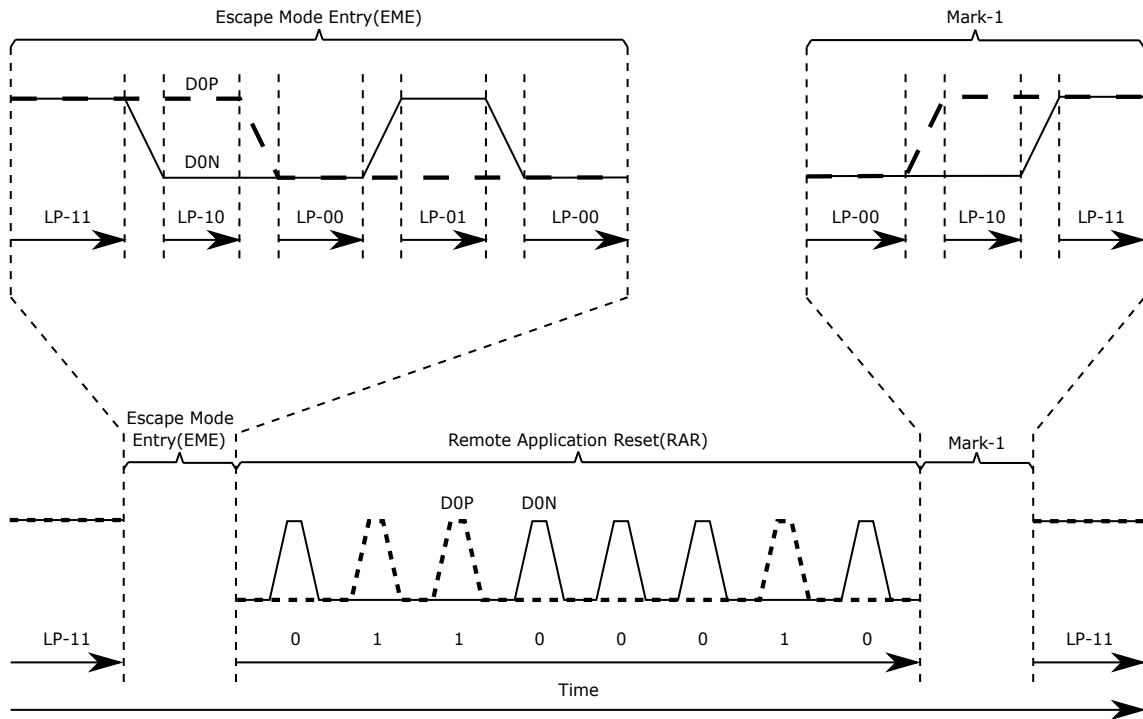 Escape Mode Entry(EME)
Mark-1
D0P
D0N
LP-11
LP-10
LP-00
LP-01
LP-00
LP-00
LP-10
LP-11
Escape Mode
Entry(EME)
Remote Application Reset(RAR)
Mark-1
D0P
D0N
LP-11
0 1 1 0 0 0 1 0
LP-11
Time